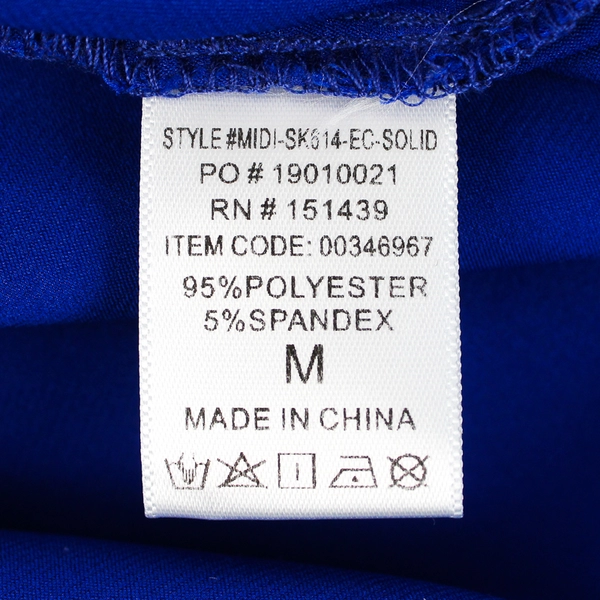 STYLE#MIDI-SK614-EC-SOLID
PO # 19010021
RN # 151439
ITEM CODE: 00346967
95%POLYESTER
5%SPANDEX
M
MADE IN CHINA